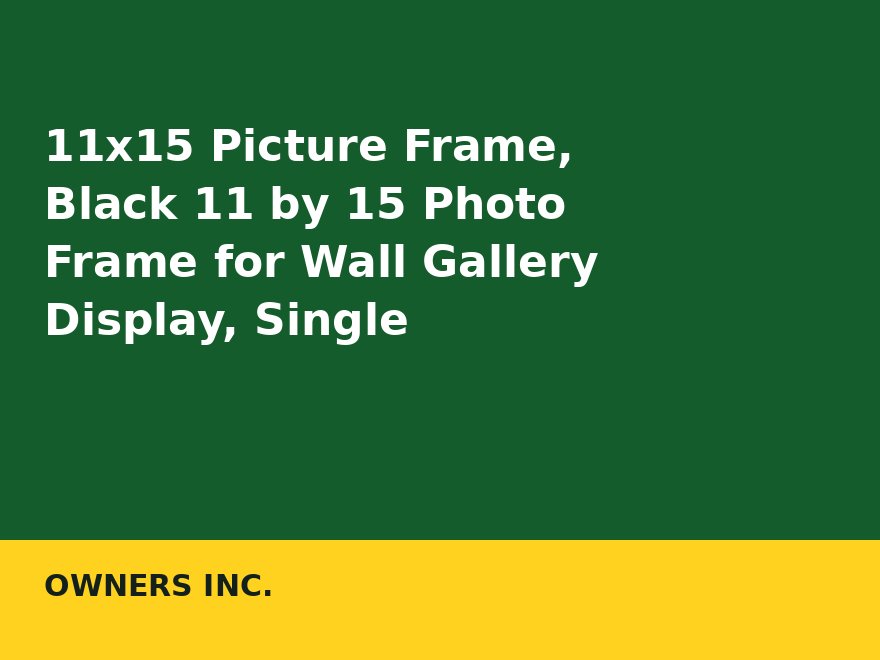 11x15 Picture Frame,
Black 11 by 15 Photo
Frame for Wall Gallery
Display, Single
OWNERS INC.